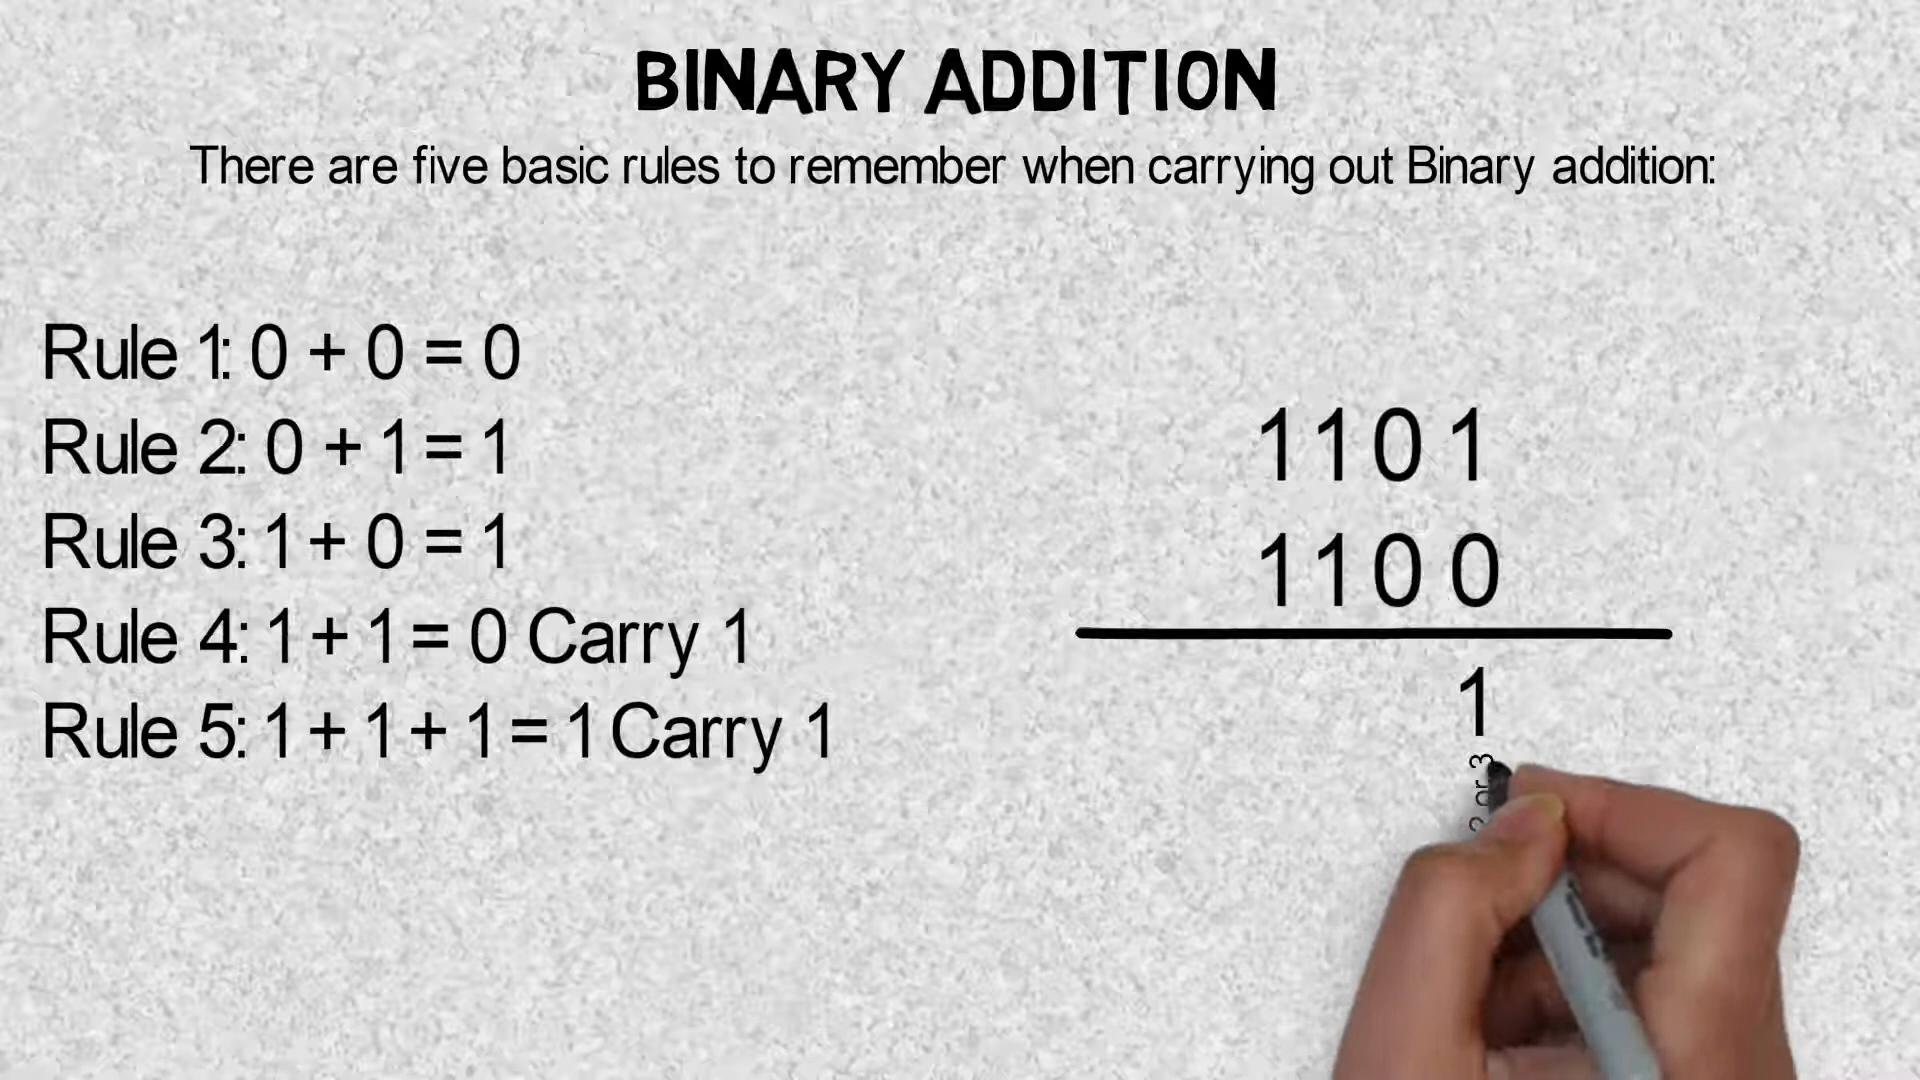 BINARY ADDITION
There are five basic rules to remember when carrying out Binary addition:
Rule 1: 0 + 0 = 0
Rule 2: 0 + 1 = 1
Rule 3: 1 + 0 = 1
Rule 4: 1 + 1 = 0 Carry 1
Rule 5: 1 + 1 + 1 = 1 Carry 1
1101
1100
1
or 3